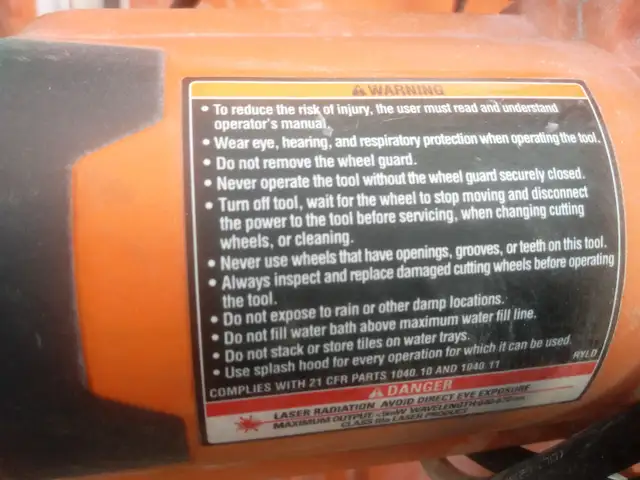 WARNING
• To reduce the risk of injury, the user must read and understand
operator's manual.
• Wear eye, hearing, and respiratory protection when operating the tool.
• Do not remove the wheel guard.
• Never operate the tool without the wheel guard securely closed.
• Turn off tool, wait for the wheel to stop moving and disconnect
the power to the tool before servicing, when changing cutting
wheels, or cleaning.
• Never use wheels that have openings, grooves, or teeth on this tool.
• Always inspect and replace damaged cutting wheels before operating
the tool.
• Do not expose to rain or other damp locations.
• Do not fill water bath above maximum water fill line.
• Do not stack or store tiles on water trays.
• Use splash hood for every operation for which it can be used.
RYLD
COMPLIES WITH 21 CFR PARTS 1040.10 AND 1040.11
DANGER
LASER RADIATION AVOID DIRECT EYE EXPOSURE
MAXIMUM OUTPUT <5mW WAVELENGTH
CLASS IIIa LASER PRODUCT